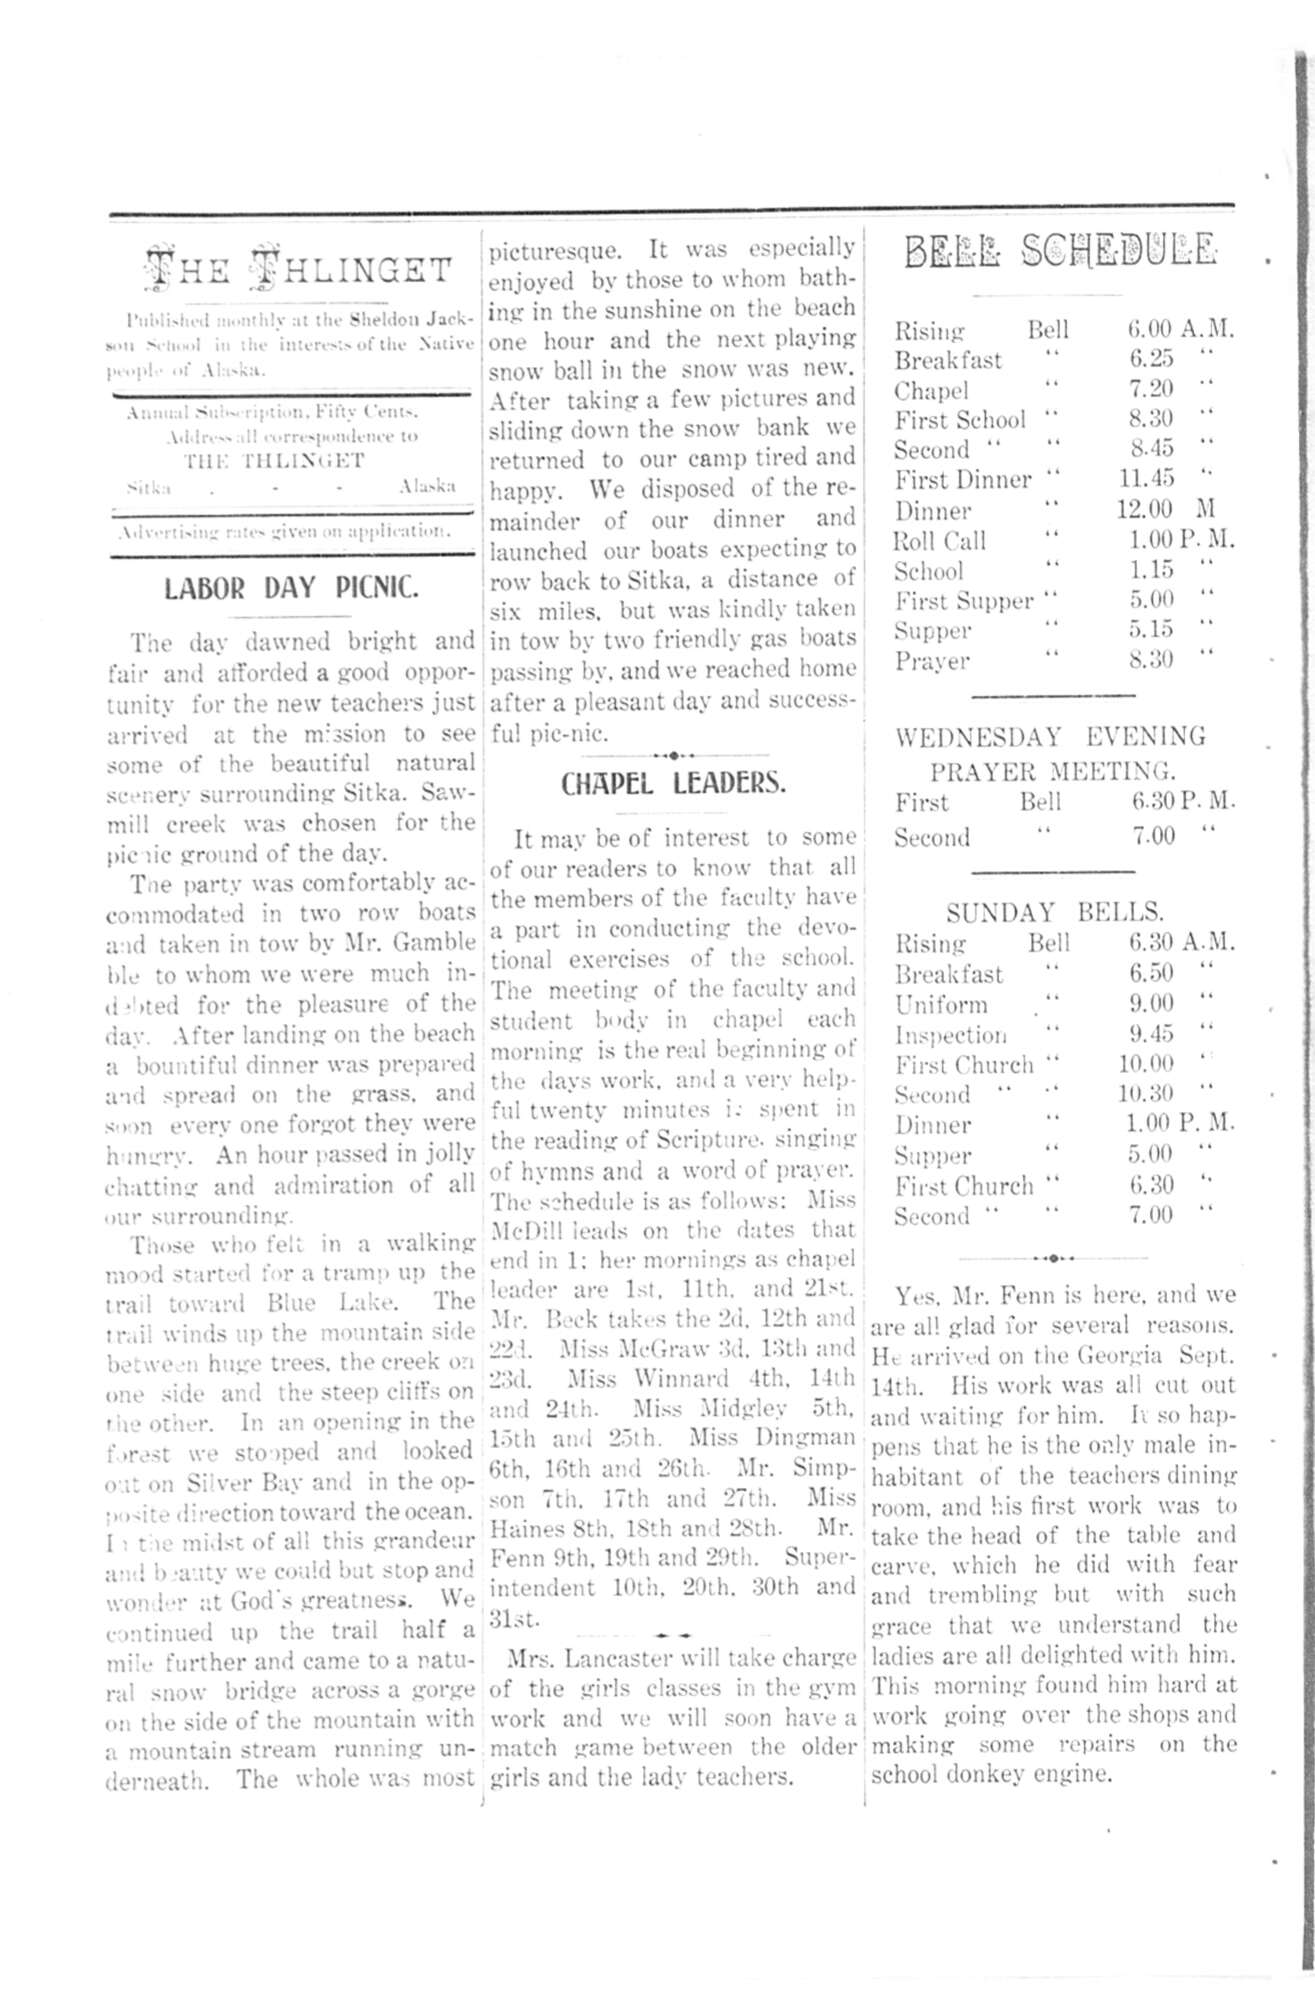 THE THLINGET
Published monthly at the Sheldon Jack-
son School in the interests of the Native
people of Alaska.
Annual Subscription, Fifty Cents.
Address all correspondence to
THE THLINGET
Sitka . - - Alaska
Advertising rates given on application.
LABOR DAY PICNIC.
The day dawned bright and
fair and afforded a good oppor-
tunity for the new teachers just
arrived at the mission to see
some of the beautiful natural
scenery surrounding Sitka. Saw-
mill creek was chosen for the
picnic ground of the day.
The party was comfortably ac-
commodated in two row boats
and taken in tow by Mr. Gamble
ble to whom we were much in-
debted for the pleasure of the
day. After landing on the beach
a bountiful dinner was prepared
and spread on the grass, and
soon every one forgot they were
hungry. An hour passed in jolly
chatting and admiration of all
our surrounding.
Those who felt in a walking
mood started for a tramp up the
trail toward Blue Lake. The
trail winds up the mountain side
between huge trees, the creek on
one side and the steep cliffs on
the other. In an opening in the
forest we stopped and looked
out on Silver Bay and in the op-
posite direction toward the ocean.
In the midst of all this grandeur
and beauty we could but stop and
wonder at God's greatness. We
continued up the trail half a
mile further and came to a natu-
ral snow bridge across a gorge
on the side of the mountain with
a mountain stream running un-
derneath. The whole was most
picturesque. It was especially
enjoyed by those to whom bath-
ing in the sunshine on the beach
one hour and the next playing
snow ball in the snow was new.
After taking a few pictures and
sliding down the snow bank we
returned to our camp tired and
happy. We disposed of the re-
mainder of our dinner and
launched our boats expecting to
row back to Sitka, a distance of
six miles, but was kindly taken
in tow by two friendly gas boats
passing by, and we reached home
after a pleasant day and success-
ful pic-nic.
CHAPEL LEADERS.
It may be of interest to some
of our readers to know that all
the members of the faculty have
a part in conducting the devo-
tional exercises of the school.
The meeting of the faculty and
student body in chapel each
morning is the real beginning of
the days work, and a very help-
ful twenty minutes is spent in
the reading of Scripture, singing
of hymns and a word of prayer.
The schedule is as follows: Miss
McDill leads on the dates that
end in 1; her mornings as chapel
leader are 1st, 11th, and 21st.
Mr. Beck takes the 2d, 12th and
22d. Miss McGraw 3d, 13th and
23d. Miss Winnard 4th, 14th
and 24th. Miss Midgley 5th,
15th and 25th. Miss Dingman
6th, 16th and 26th. Mr. Simp-
son 7th, 17th and 27th. Miss
Haines 8th, 18th and 28th. Mr.
Fenn 9th, 19th and 29th. Super-
intendent 10th, 20th, 30th and
31st.
Mrs. Lancaster will take charge
of the girls classes in the gym
work and we will soon have a
match game between the older
girls and the lady teachers.
BELL SCHEDULE
Rising Bell 6.00 A.M.
Breakfast “ 6.25 “
Chapel “ 7.20 “
First School “ 8.30 “
Second “ “ 8.45 “
First Dinner “ 11.45 “
Dinner “ 12.00 M
Roll Call “ 1.00 P. M.
School “ 1.15 “
First Supper “ 5.00 “
Supper “ 5.15 “
Prayer “ 8.30 “
WEDNESDAY EVENING
PRAYER MEETING.
First Bell 6.30 P. M.
Second “ 7.00 “
SUNDAY BELLS.
Rising Bell 6.30 A.M.
Breakfast “ 6.50 “
Uniform “ 9.00 “
Inspection “ 9.45 “
First Church “ 10.00 “
Second “ “ 10.30 “
Dinner “ 1.00 P. M.
Supper “ 5.00 “
First Church “ 6.30 “
Second “ “ 7.00 “
Yes, Mr. Fenn is here, and we
are all glad for several reasons.
He arrived on the Georgia Sept.
14th. His work was all cut out
and waiting for him. It so hap-
pens that he is the only male in-
habitant of the teachers dining
room, and his first work was to
take the head of the table and
carve, which he did with fear
and trembling but with such
grace that we understand the
ladies are all delighted with him.
This morning found him hard at
work going over the shops and
making some repairs on the
school donkey engine.